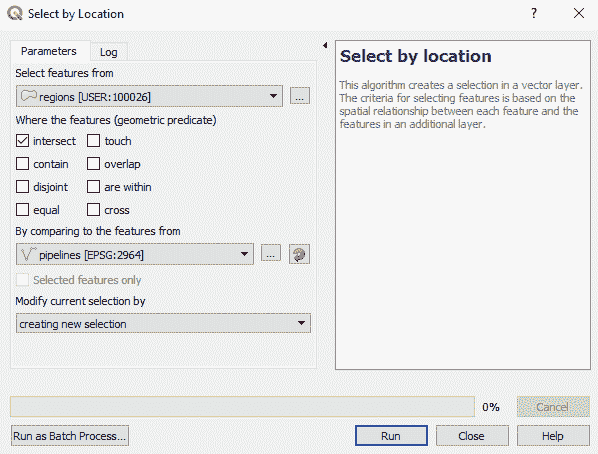 Select by Location
?
Parameters
Log
Select features from
regions [USER:100026]
...
Where the features (geometric predicate)
intersect
touch
contain
overlap
disjoint
are within
equal
cross
By comparing to the features from
pipelines [EPSG:2964]
...
Selected features only
Modify current selection by
creating new selection
Select by location
This algorithm creates a selection in a vector layer.
The criteria for selecting features is based on the
spatial relationship between each feature and the
features in an additional layer.
0%
Cancel
Run as Batch Process...
Run
Close
Help